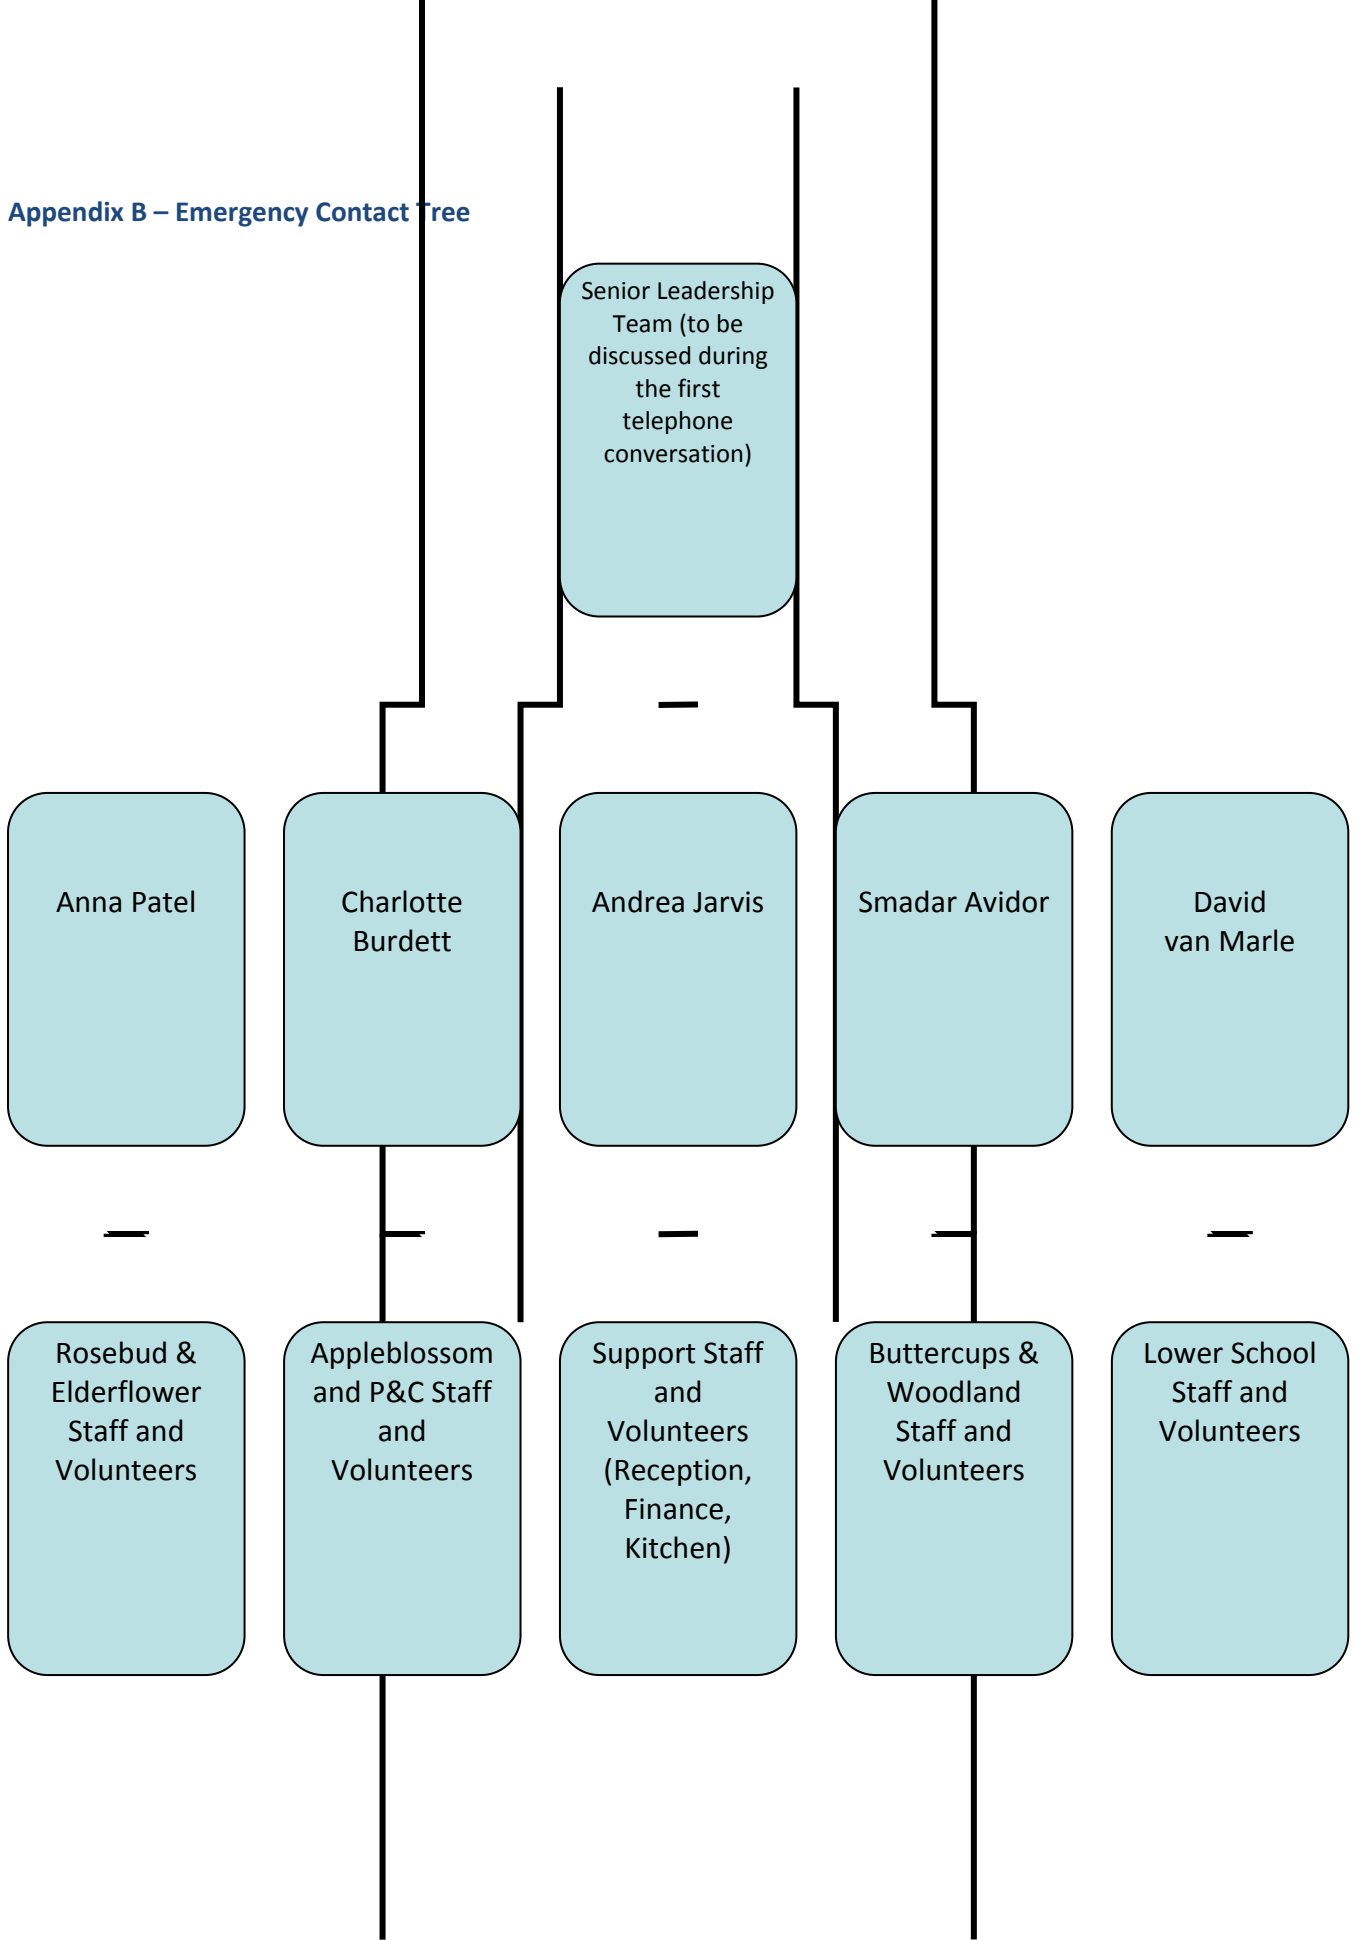 Appendix B – Emergency Contact Tree
Senior Leadership
Team (to be
discussed during
the first
telephone
conversation)
Anna Patel
Charlotte
Burdett
Andrea Jarvis
Smadar Avidor
David
van Marle
Rosebud &
Elderflower
Staff and
Volunteers
Appleblossom
and P&C Staff
and
Volunteers
Support Staff
and
Volunteers
(Reception,
Finance,
Kitchen)
Buttercups &
Woodland
Staff and
Volunteers
Lower School
Staff and
Volunteers